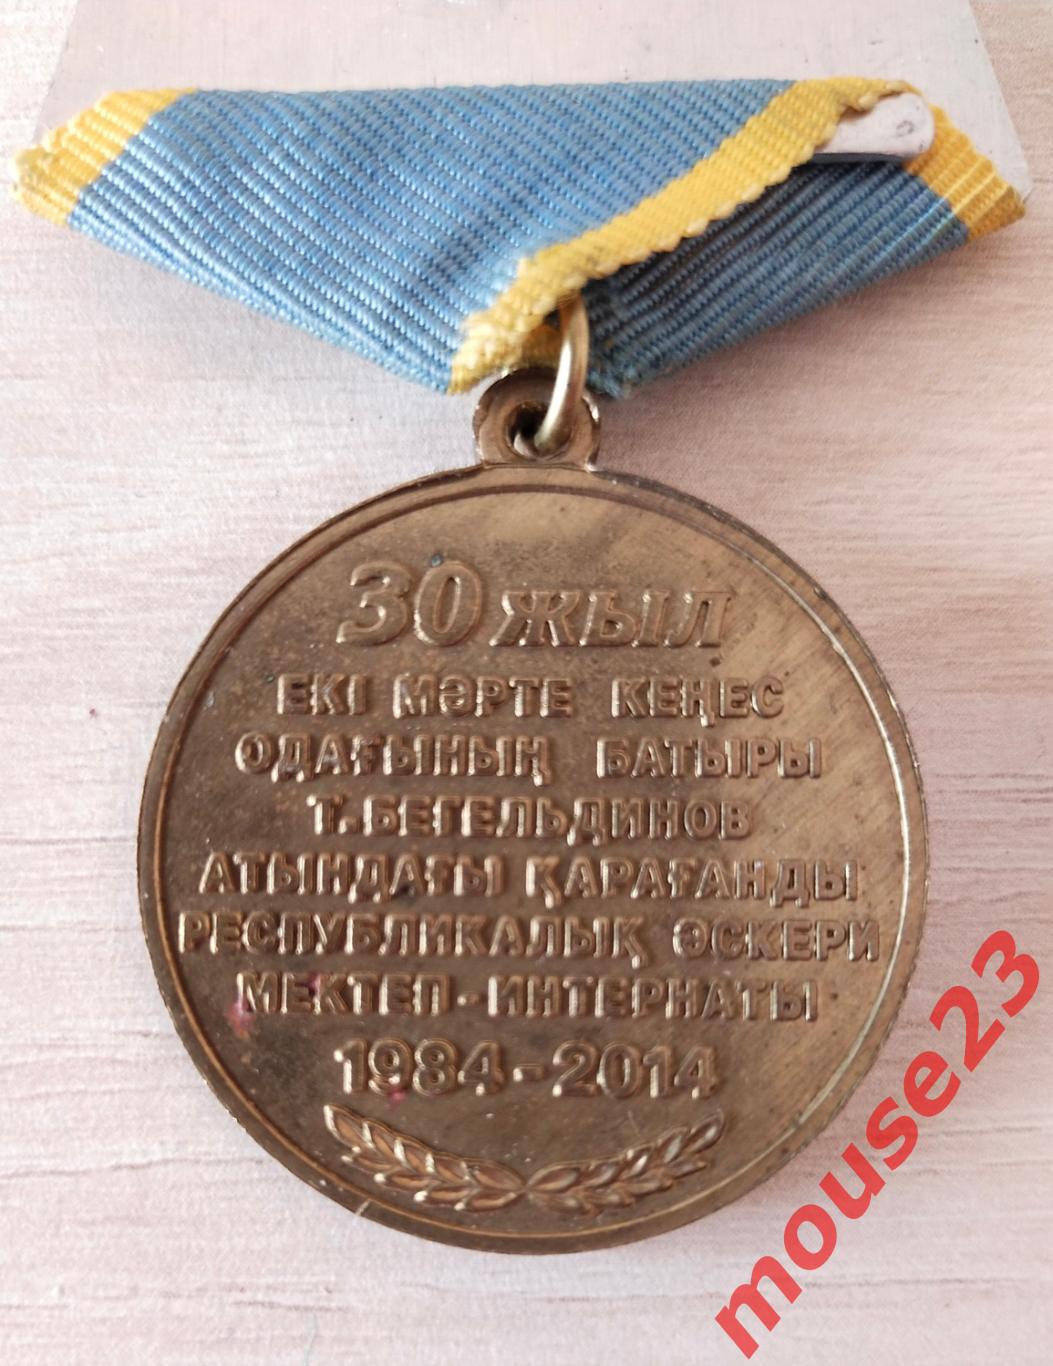 30 жыл
ЕКІ МӘРТЕ КЕҢЕС
ОДАҒЫНЫҢ БАТЫРЫ
Т.БЕГЕЛЬДИНОВ
АТЫНДАҒЫ ҚАРАҒАНДЫ
РЕСПУБЛИКАЛЫҚ ӘСКЕРИ
МЕКТЕП-ИНТЕРНАТЫ
1984-2014
mouse23